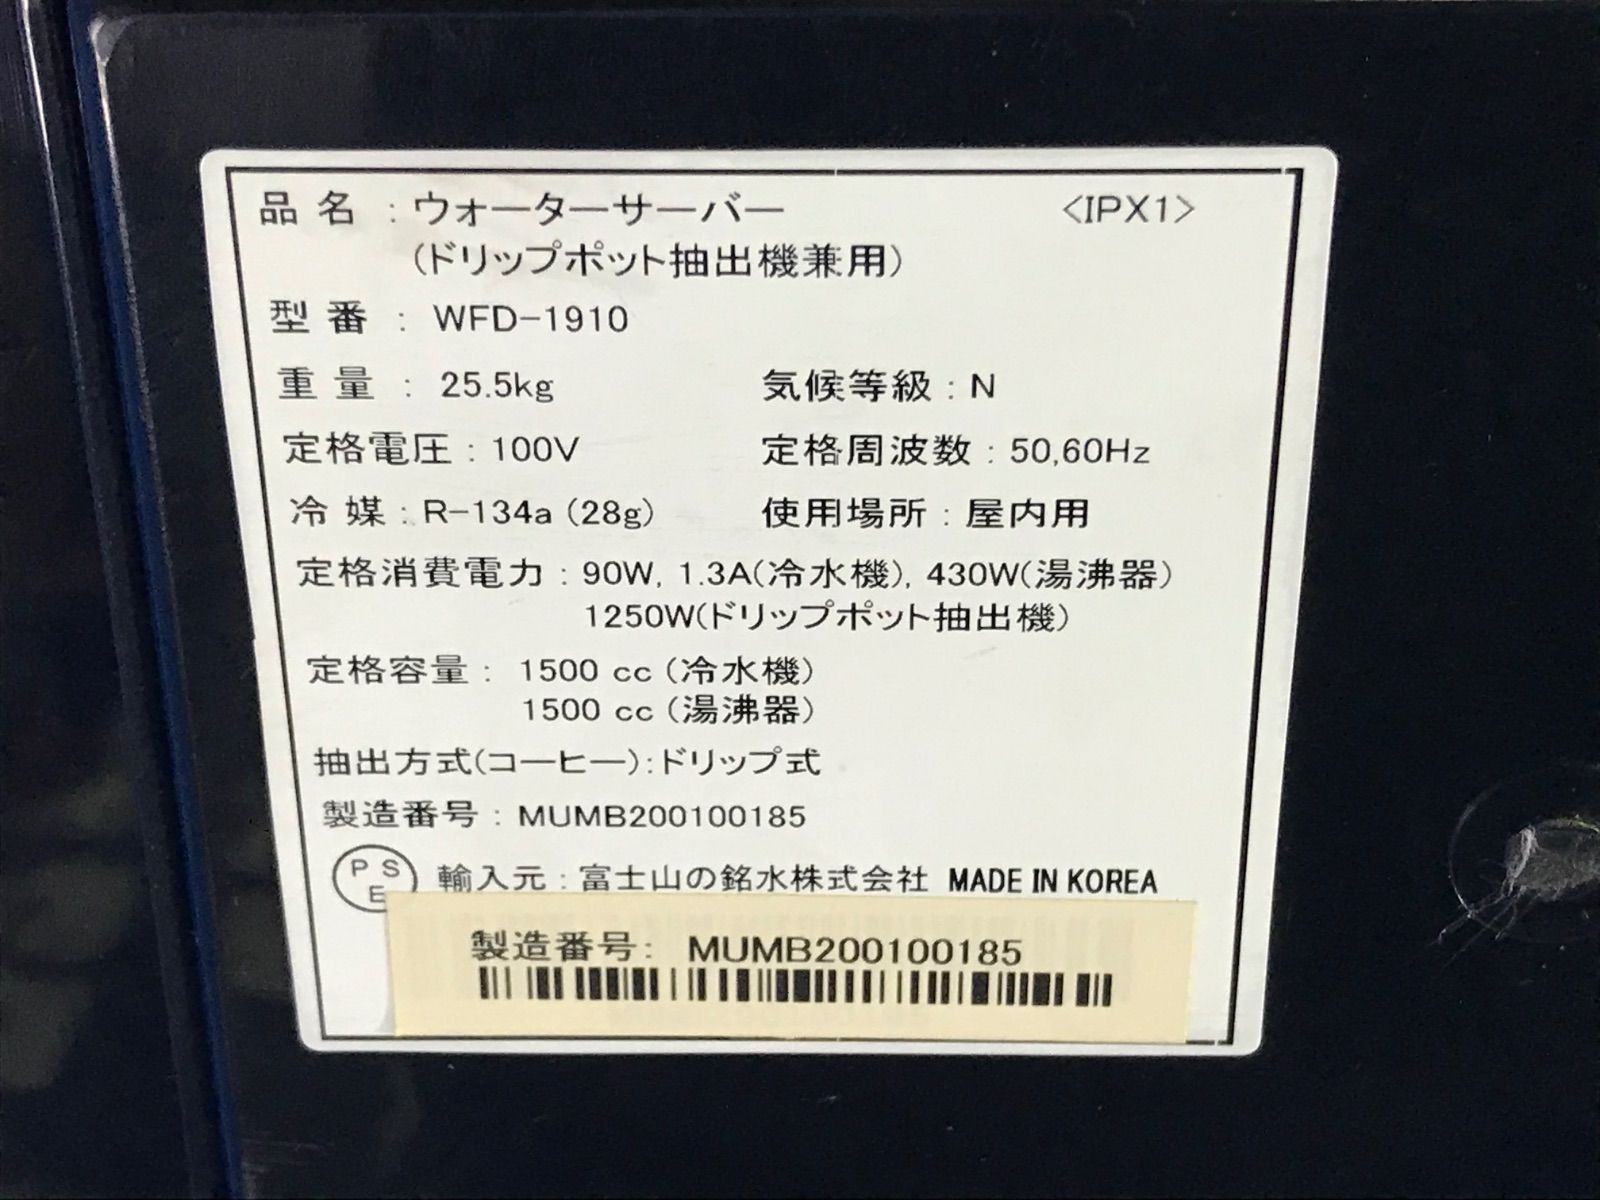 品名 : ウォーターサーバー <IPX1>
(ドリップポット抽出機兼用)
型番 : WFD-1910
重量 : 25.5kg 気候等級 : N
定格電圧 : 100V 定格周波数 : 50,60Hz
冷媒 : R-134a (28g) 使用場所 : 屋内用
定格消費電力 : 90W, 1.3A(冷水機), 430W(湯沸器)
1250W(ドリップポット抽出機)
定格容量 : 1500 cc (冷水機)
1500 cc (湯沸器)
抽出方式(コーヒー):ドリップ式
製造番号 : MUMB200100185
PSE 輸入元 : 富士山の銘水株式会社 MADE IN KOREA
製造番号: MUMB200100185